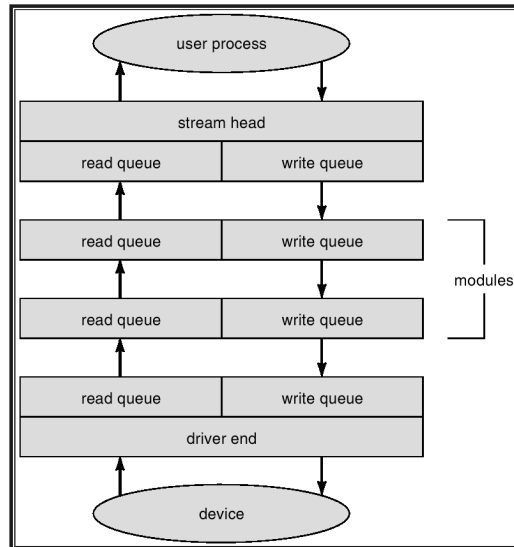 user process
stream head
read queue write queue
read queue write queue
modules
read queue write queue
read queue write queue
driver end
device